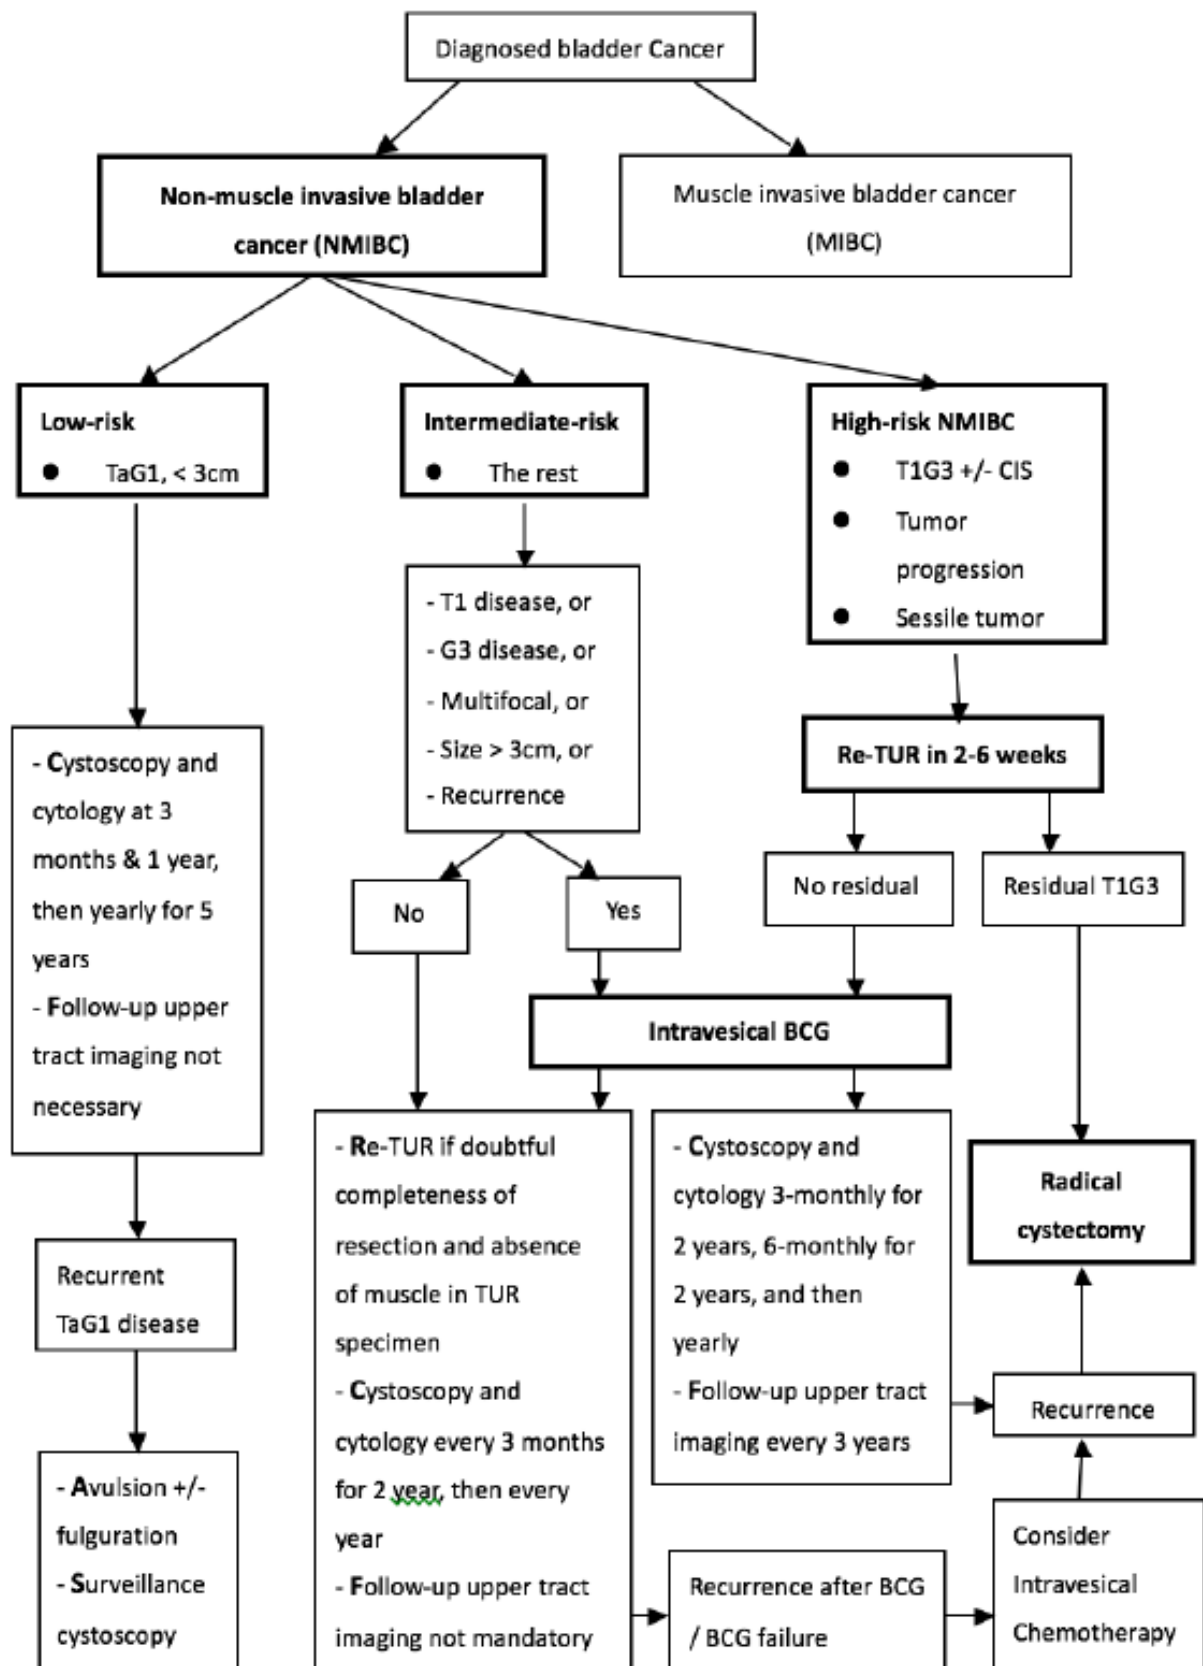 Diagnosed bladder Cancer
Non-muscle invasive bladder
cancer (NMIBC)
Muscle invasive bladder cancer
(MIBC)
Low-risk
● TaG1, < 3cm
Intermediate-risk
● The rest
High-risk NMIBC
● T1G3 +/- CIS
● Tumor
progression
● Sessile tumor
- T1 disease, or
- G3 disease, or
- Multifocal, or
- Size > 3cm, or
- Recurrence
Re-TUR in 2-6 weeks
- Cystoscopy and
cytology at 3
months & 1 year,
then yearly for 5
years
- Follow-up upper
tract imaging not
necessary
No
Yes
No residual
Residual T1G3
Intravesical BCG
- Re-TUR if doubtful
completeness of
resection and absence
of muscle in TUR
specimen
- Cystoscopy and
cytology every 3 months
for 2 year, then every
year
- Follow-up upper tract
imaging not mandatory
- Cystoscopy and
cytology 3-monthly for
2 years, 6-monthly for
2 years, and then
yearly
- Follow-up upper tract
imaging every 3 years
Radical
cystectomy
Recurrent
TaG1 disease
Recurrence
- Avulsion +/-
fulguration
- Surveillance
cystoscopy
Recurrence after BCG
/ BCG failure
Consider
Intravesical
Chemotherapy